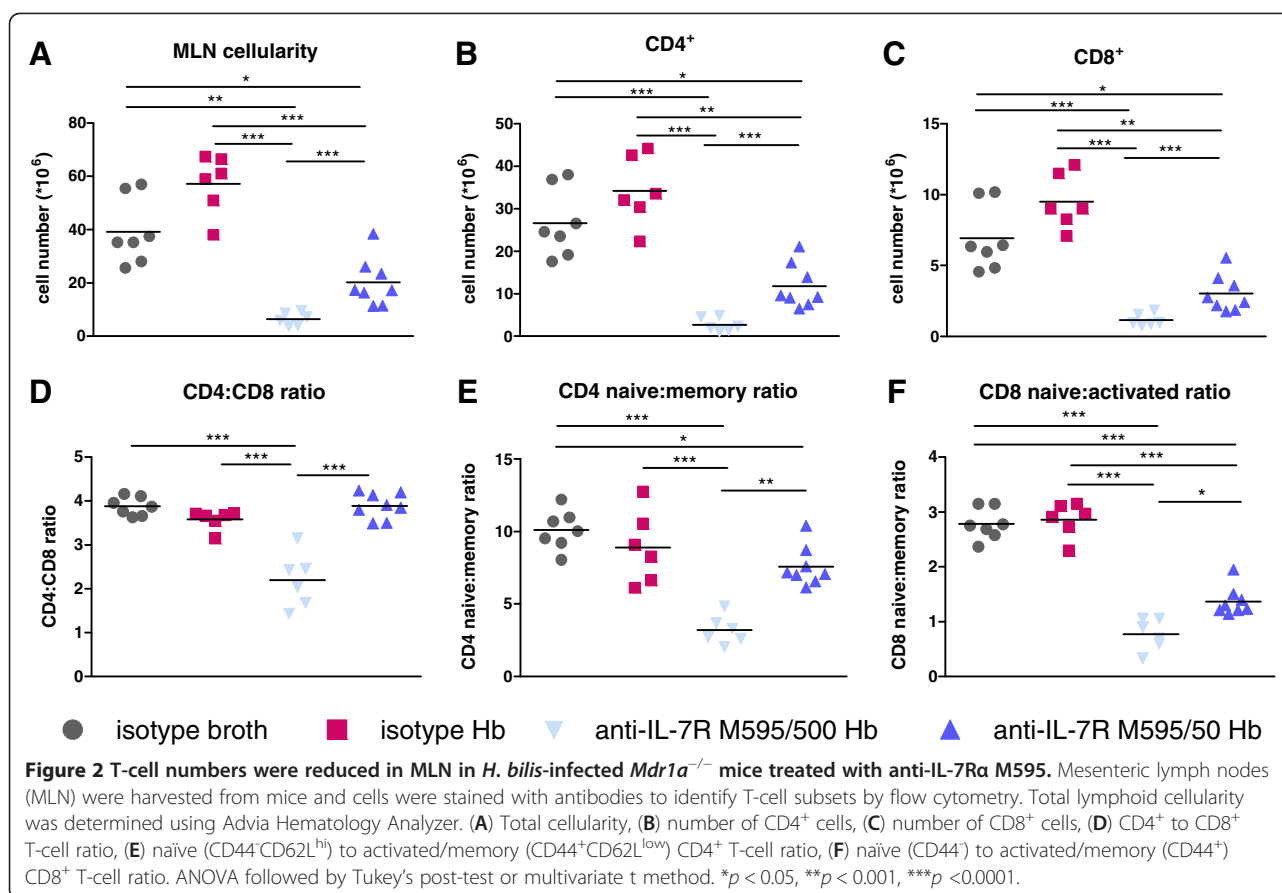 A
MLN cellularity
*
**
***
***
***
cell number (*10⁶)
80
60
40
20
0
B
CD4⁺
*
***
**
***
***
cell number (*10⁶)
50
40
30
20
10
0
C
CD8⁺
*
***
**
***
***
cell number (*10⁶)
15
10
5
0
D
CD4:CD8 ratio
***
***
***
CD4:CD8 ratio
5
4
3
2
1
0
E
CD4 naive:memory ratio
***
*
***
**
CD4 naive:memory ratio
15
10
5
0
F
CD8 naive:activated ratio
***
***
***
***
*
CD8 naive:memory ratio
4
3
2
1
0
isotype broth isotype Hb anti-IL-7R M595/500 Hb anti-IL-7R M595/50 Hb
Figure 2 T-cell numbers were reduced in MLN in H. bilis-infected Mdr1a⁻/⁻ mice treated with anti-IL-7Rα M595. Mesenteric lymph nodes
(MLN) were harvested from mice and cells were stained with antibodies to identify T-cell subsets by flow cytometry. Total lymphoid cellularity
was determined using Advia Hematology Analyzer. (A) Total cellularity, (B) number of CD4⁺ cells, (C) number of CD8⁺ cells, (D) CD4⁺ to CD8⁺
T-cell ratio, (E) naïve (CD44⁻CD62Lʰⁱ) to activated/memory (CD44⁺CD62Lˡᵒʷ) CD4⁺ T-cell ratio, (F) naïve (CD44⁻) to activated/memory (CD44⁺)
CD8⁺ T-cell ratio. ANOVA followed by Tukey's post-test or multivariate t method. *p < 0.05, **p < 0.001, ***p <0.0001.